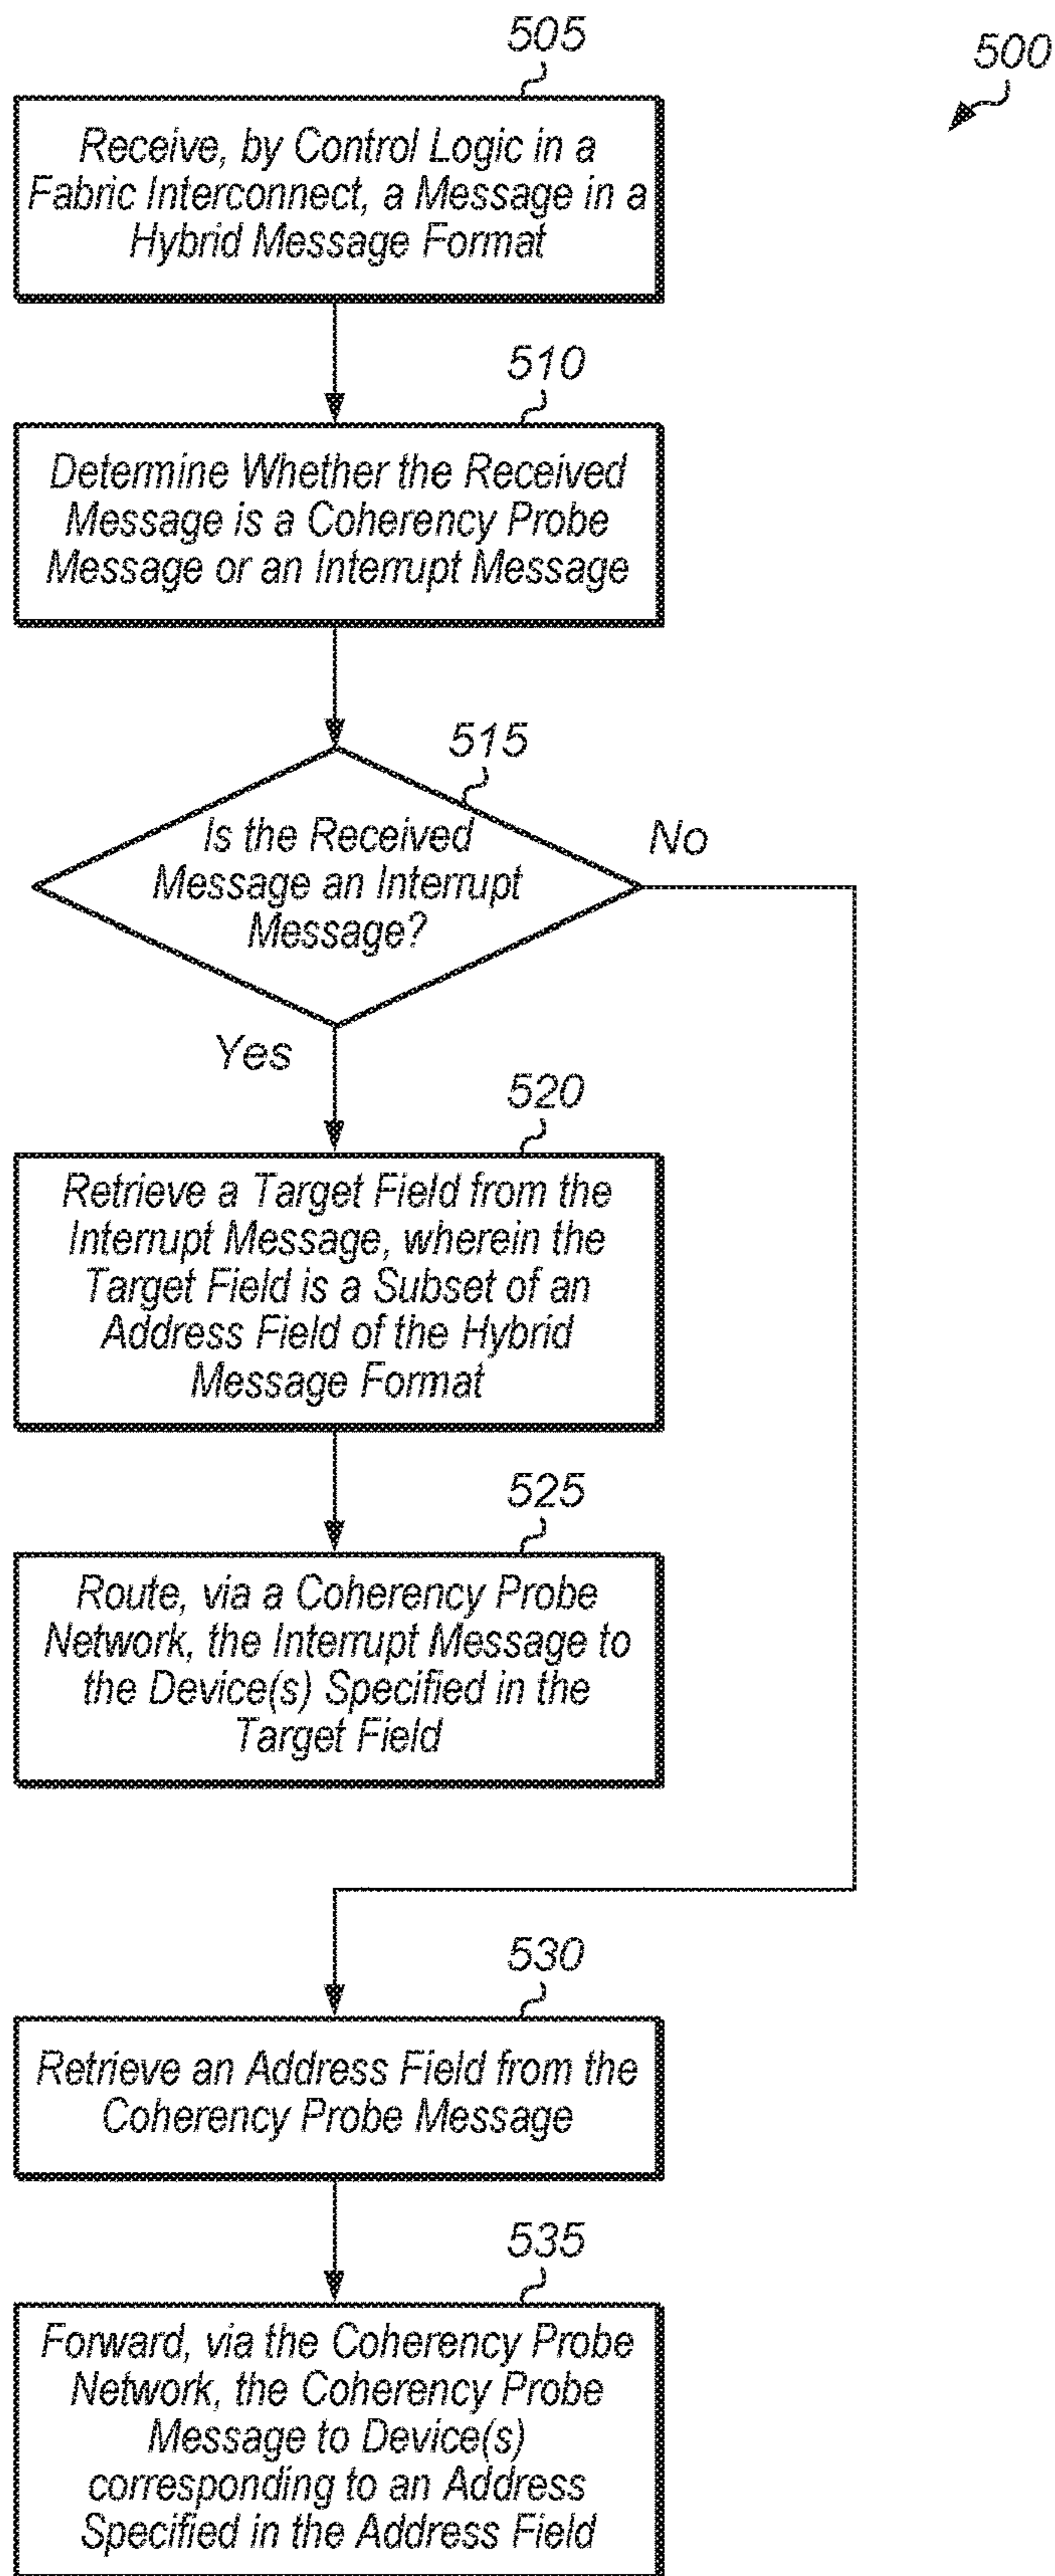 505
500
Receive, by Control Logic in a
Fabric Interconnect, a Message in a
Hybrid Message Format
510
Determine Whether the Received
Message is a Coherency Probe
Message or an Interrupt Message
515
Is the Received
Message an Interrupt
Message?
No
Yes
520
Retrieve a Target Field from the
Interrupt Message, wherein the
Target Field is a Subset of an
Address Field of the Hybrid
Message Format
525
Route, via a Coherency Probe
Network, the Interrupt Message to
the Device(s) Specified in the
Target Field
530
Retrieve an Address Field from the
Coherency Probe Message
535
Forward, via the Coherency Probe
Network, the Coherency Probe
Message to Device(s)
corresponding to an Address
Specified in the Address Field